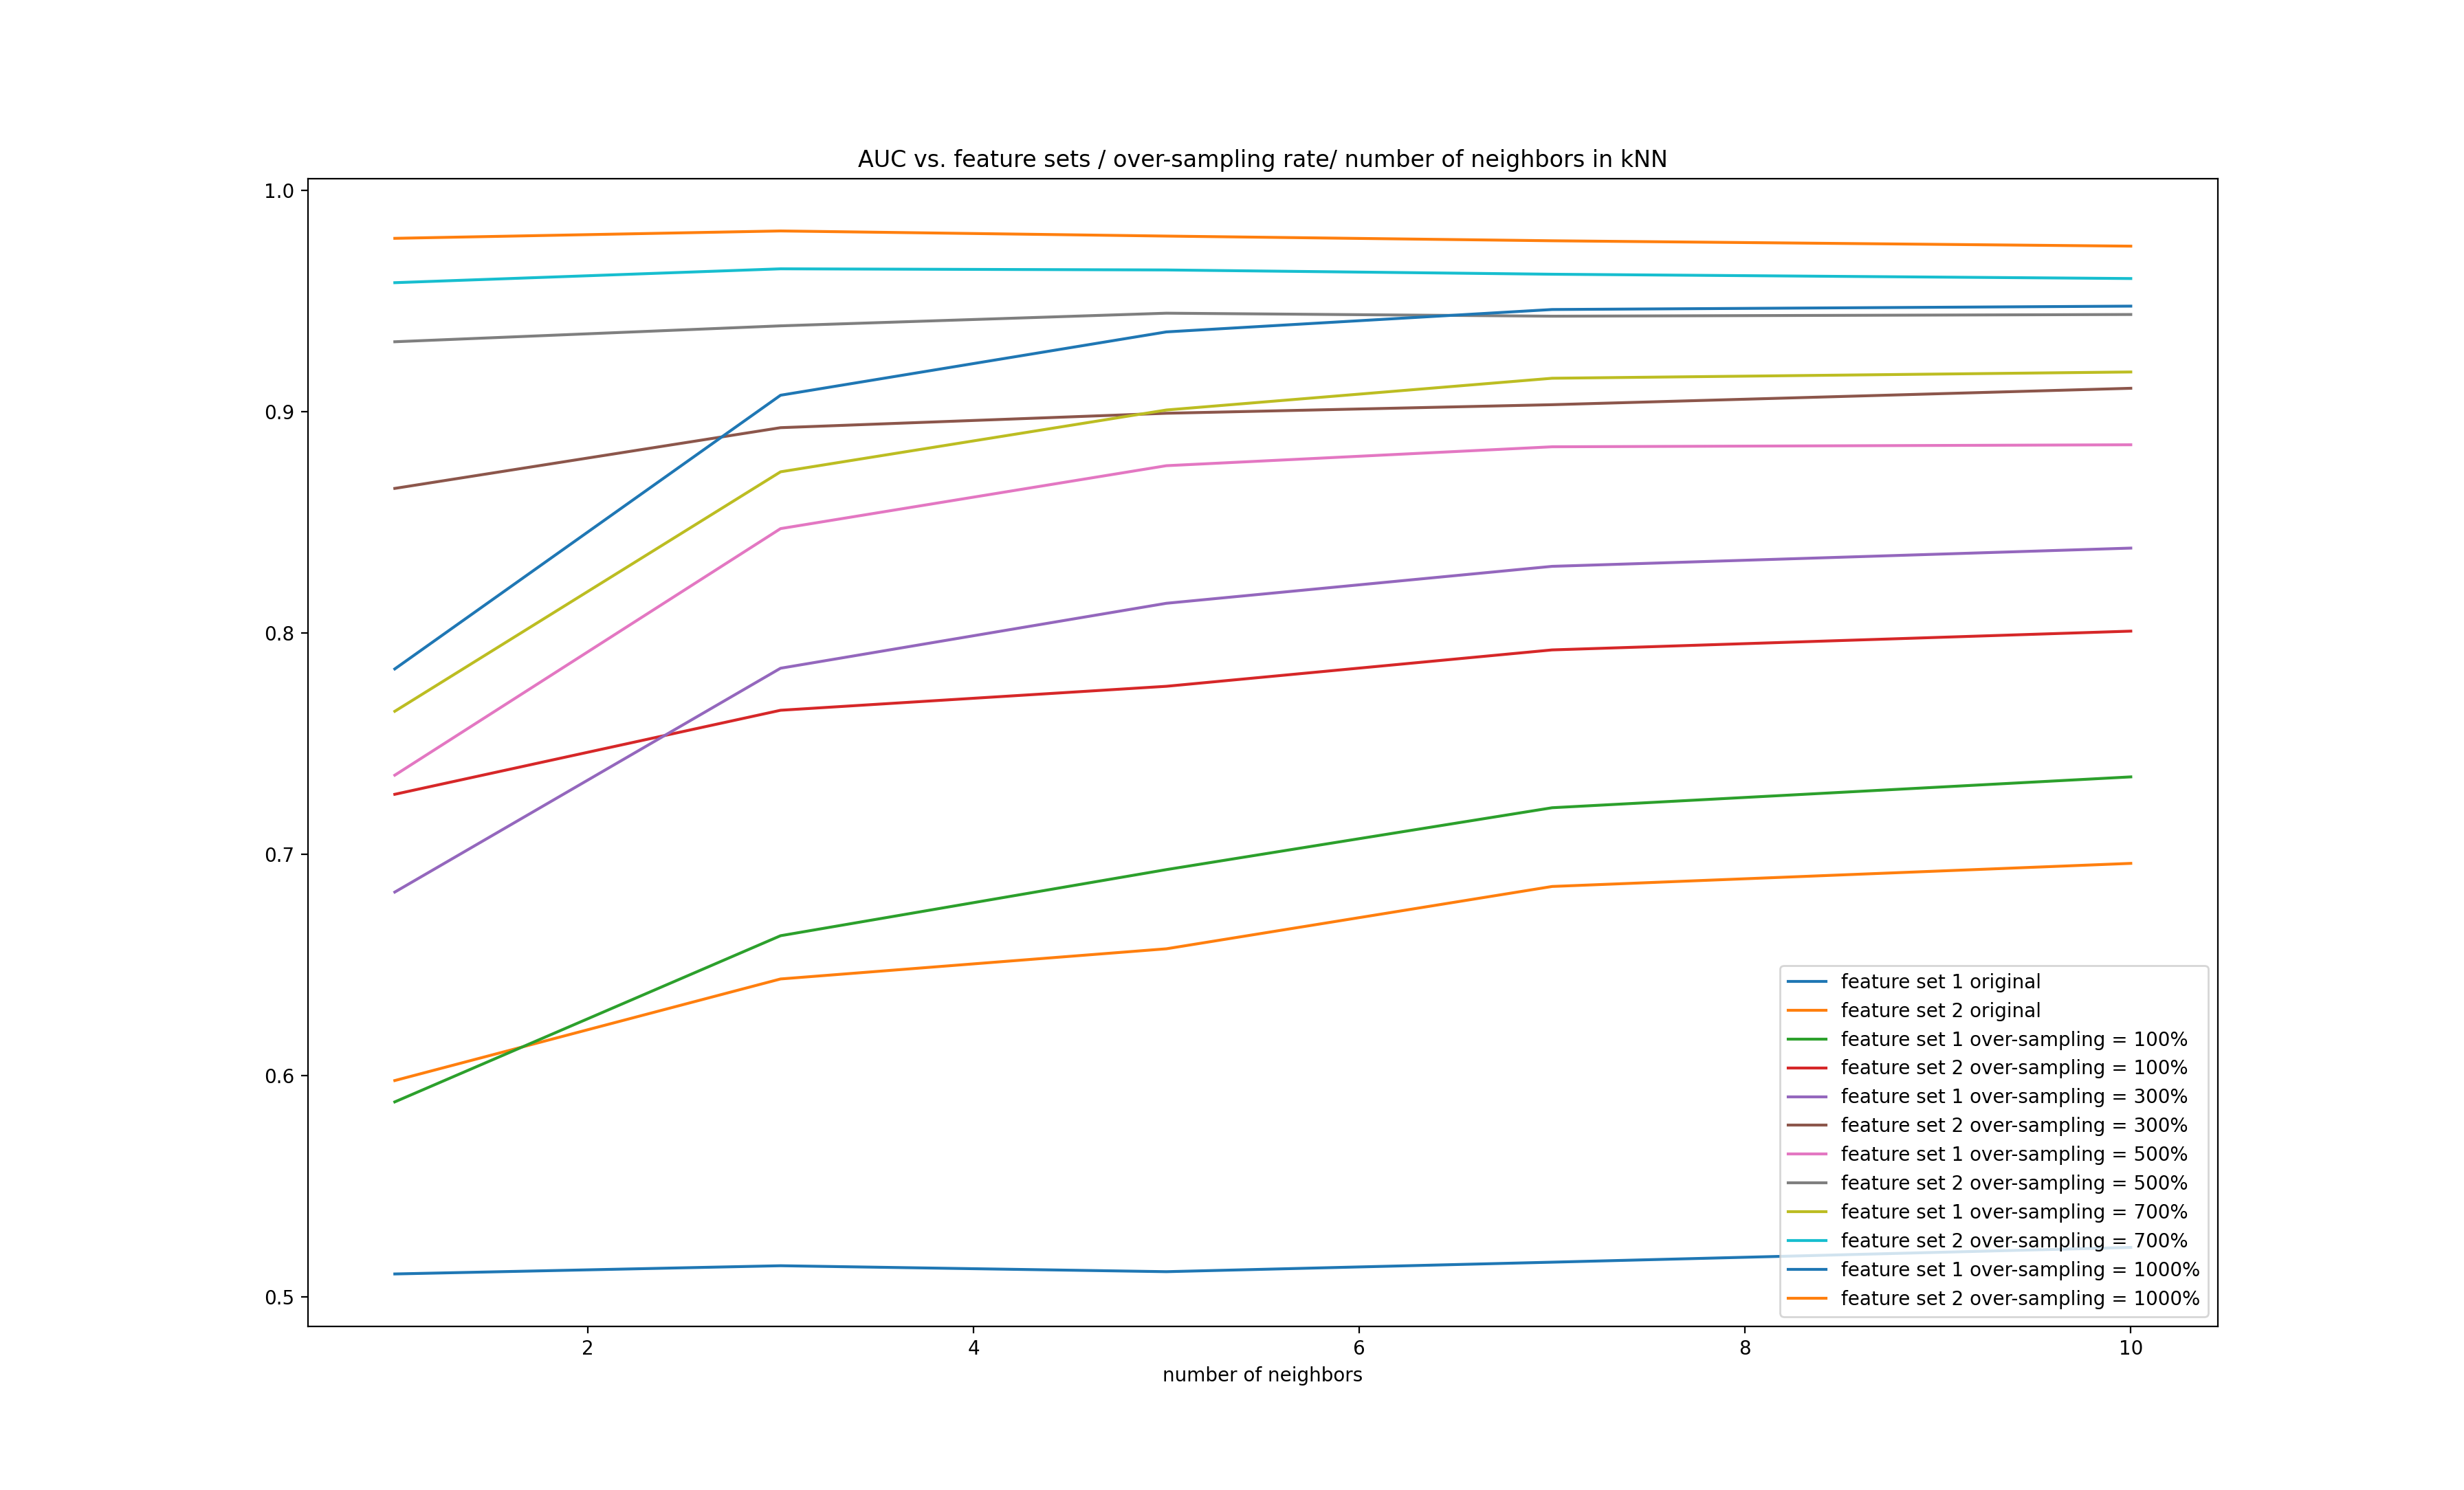 AUC vs. feature sets / over-sampling rate/ number of neighbors in kNN
1.0
0.9
0.8
0.7
0.6
0.5
feature set 1 original
feature set 2 original
feature set 1 over-sampling = 100%
feature set 2 over-sampling = 100%
feature set 1 over-sampling = 300%
feature set 2 over-sampling = 300%
feature set 1 over-sampling = 500%
feature set 2 over-sampling = 500%
feature set 1 over-sampling = 700%
feature set 2 over-sampling = 700%
feature set 1 over-sampling = 1000%
feature set 2 over-sampling = 1000%
2 4 6 8 10
number of neighbors